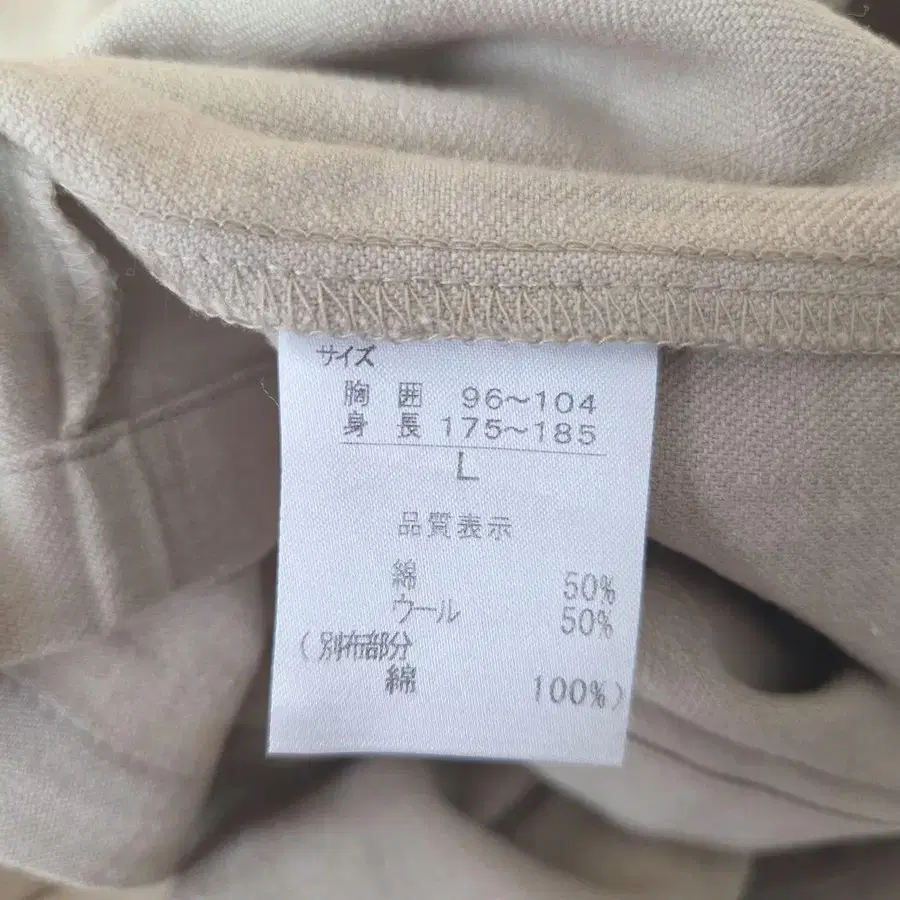 サイズ
胸 囲 96～104
身 長 175～185
L
品質表示
綿 50%
ウール 50%
(別布部分
綿 100%)